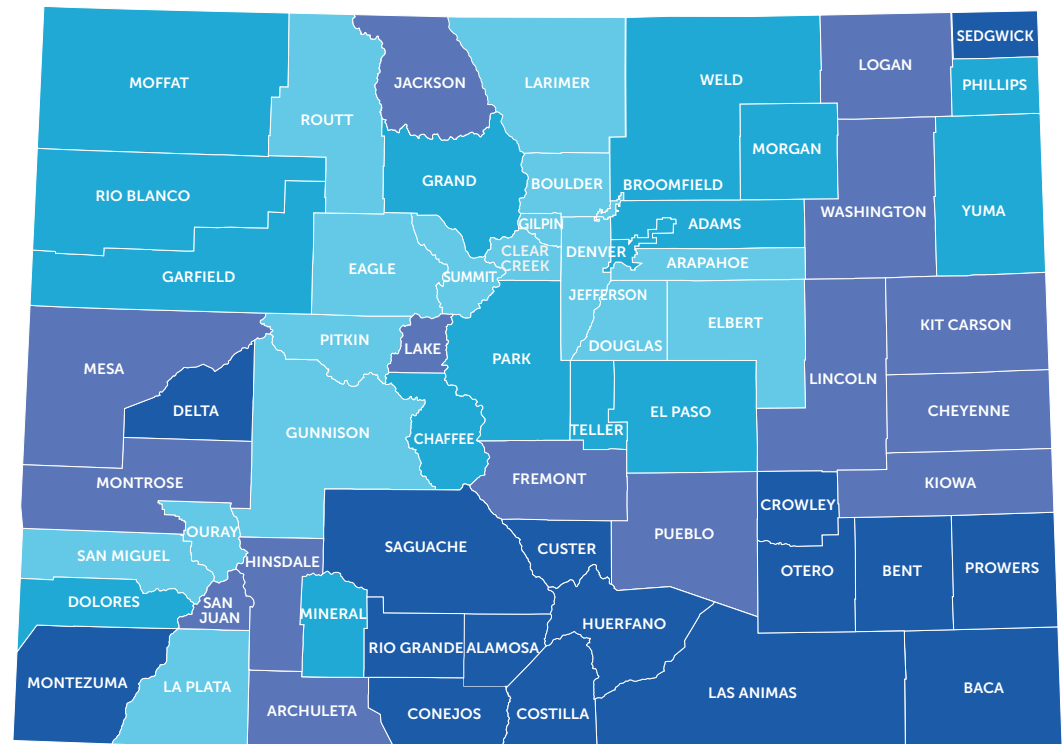 SEDGWICK
LOGAN
MOFFAT
JACKSON
LARIMER
WELD
PHILLIPS
ROUTT
MORGAN
GRAND
BOULDER
BROOMFIELD
RIO BLANCO
WASHINGTON
YUMA
GILPIN
ADAMS
CLEAR
CREEK
DENVER
ARAPAHOE
EAGLE
GARFIELD
SUMMIT
JEFFERSON
ELBERT
KIT CARSON
PITKIN
LAKE
DOUGLAS
PARK
MESA
LINCOLN
DELTA
EL PASO
CHEYENNE
GUNNISON
CHAFFEE
TELLER
FREMONT
MONTROSE
KIOWA
CROWLEY
OURAY
PUEBLO
SAGUACHE
CUSTER
SAN MIGUEL
HINSDALE
OTERO
BENT
PROWERS
DOLORES
SAN
JUAN
MINERAL
HUERFANO
RIO GRANDE
ALAMOSA
MONTEZUMA
LA PLATA
LAS ANIMAS
BACA
ARCHULETA
CONEJOS
COSTILLA